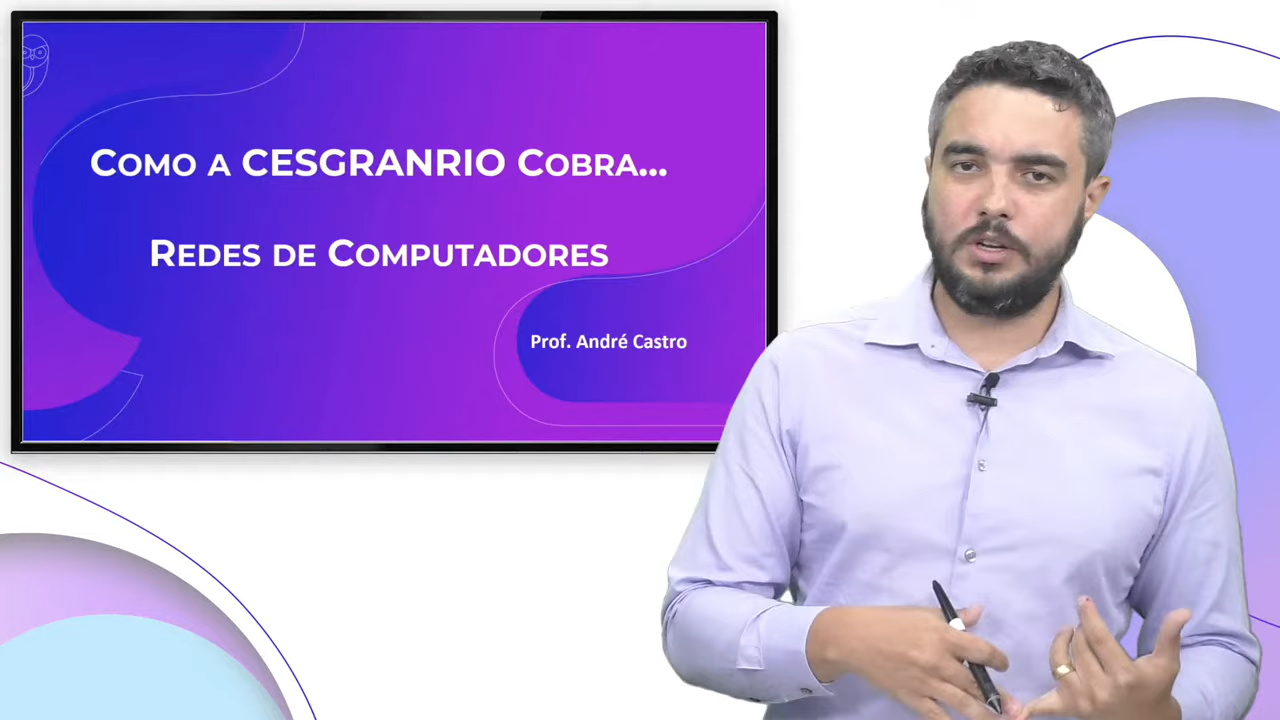 COMO A CESGRANRIO COBRA...
REDES DE COMPUTADORES
Prof. André Castro